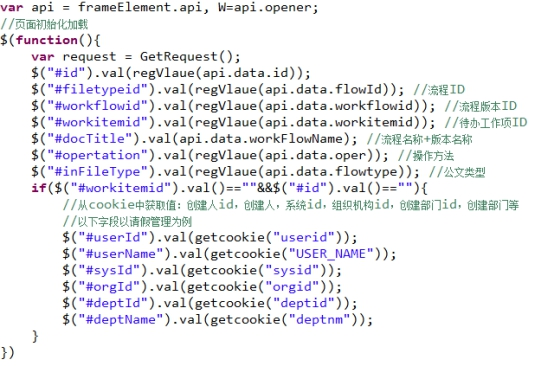 var api = frameElement.api, W=api.opener;
//页面初始化加载
$(function(){
    var request = GetRequest();
    $("#id").val(regVlaue(api.data.id));
    $("#filetypeid").val(regVlaue(api.data.flowId)); //流程ID
    $("#workflowid").val(regVlaue(api.data.workflowid)); //流程版本ID
    $("#workitemid").val(regVlaue(api.data.workitemid)); //待办工作项ID
    $("#docTitle").val(api.data.workFlowName); //流程名称+版本名称
    $("#opertation").val(regVlaue(api.data.oper)); //操作方法
    $("#inFileType").val(regVlaue(api.data.flowtype)); //公文类型
    if($("#workitemid").val()==""&&$("#id").val()==""){
        //从cookie中获取值：创建人id，创建人，系统id，组织机构id，创建部门id，创建部门等
        //以下字段以请假管理为例
        $("#userId").val(getcookie("userid"));
        $("#userName").val(getcookie("USER_NAME"));
        $("#sysId").val(getcookie("sysid"));
        $("#orgId").val(getcookie("orgid"));
        $("#deptId").val(getcookie("deptid"));
        $("#deptName").val(getcookie("deptnm"));
    }
})